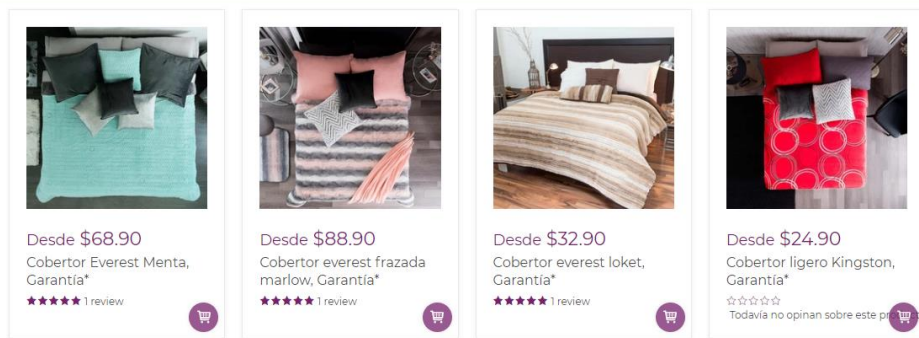 Desde $68.90
Cobertor Everest Menta,
Garantía*
1 review
Desde $88.90
Cobertor everest frazada
marlow, Garantía*
1 review
Desde $32.90
Cobertor everest loket,
Garantía*
1 review
Desde $24.90
Cobertor ligero Kingston,
Garantía*
Todavía no opinan sobre este